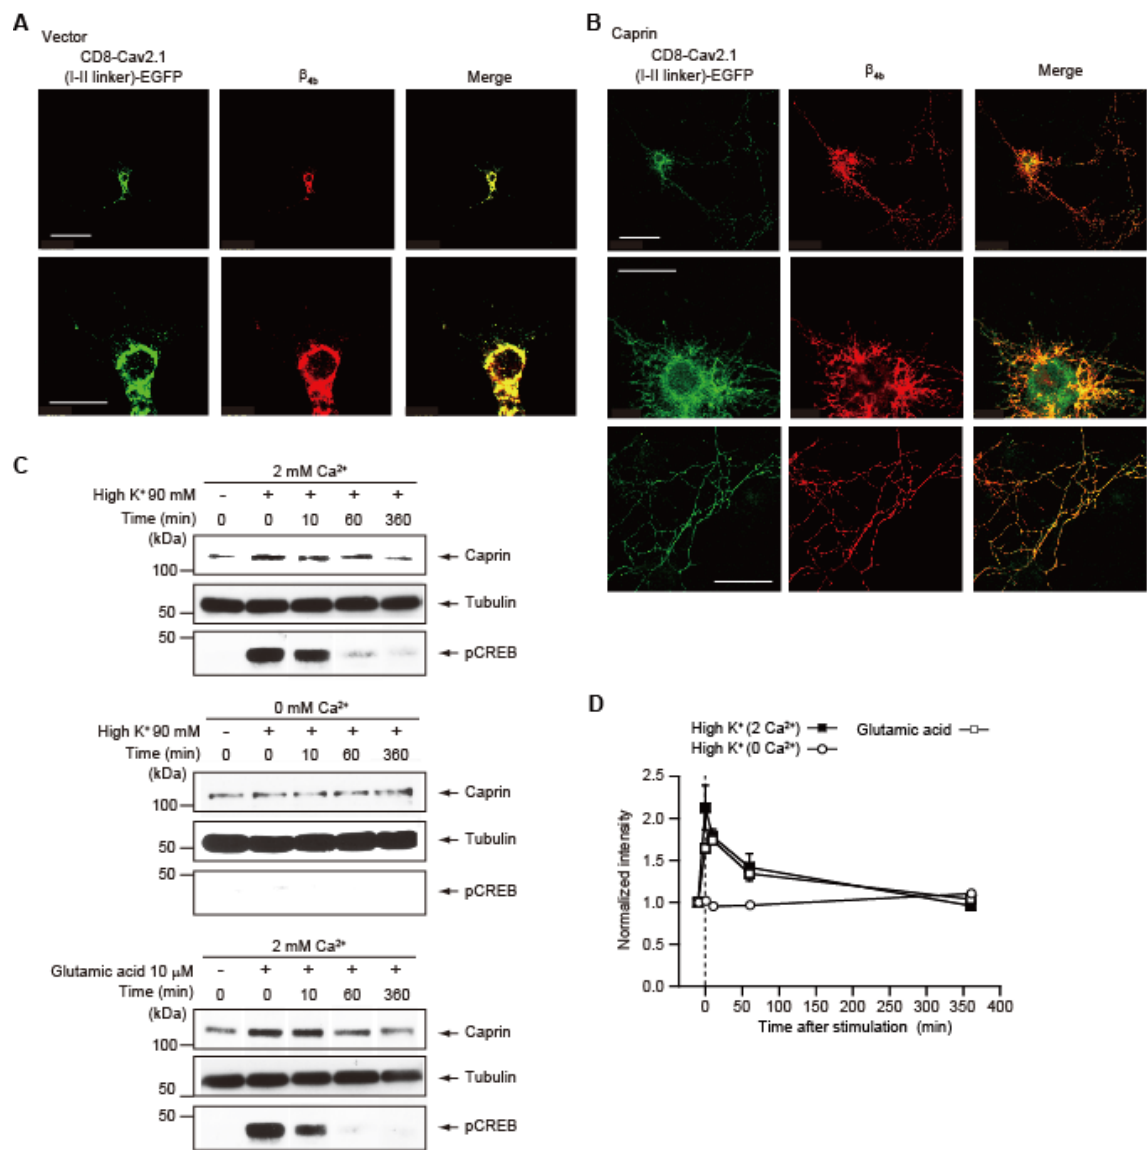 A
Vector
CD8-Cav2.1
(I-II linker)-EGFP
β4b
Merge
B
Caprin
CD8-Cav2.1
(I-II linker)-EGFP
β4b
Merge
C
2 mM Ca²⁺
High K⁺ 90 mM - + + + +
Time (min) 0 0 10 60 360
(kDa)
100
Caprin
50
Tubulin
50
pCREB
0 mM Ca²⁺
High K⁺ 90 mM - + + + +
Time (min) 0 0 10 60 360
(kDa)
100
Caprin
50
Tubulin
50
pCREB
2 mM Ca²⁺
Glutamic acid 10 μM - + + + +
Time (min) 0 0 10 60 360
(kDa)
100
Caprin
50
Tubulin
50
pCREB
D
High K⁺ (2 Ca²⁺)
Glutamic acid
High K⁺ (0 Ca²⁺)
Normalized intensity
2.5
2.0
1.5
1.0
0.5
0.0
0 50 100 150 200 250 300 350 400
Time after stimulation (min)